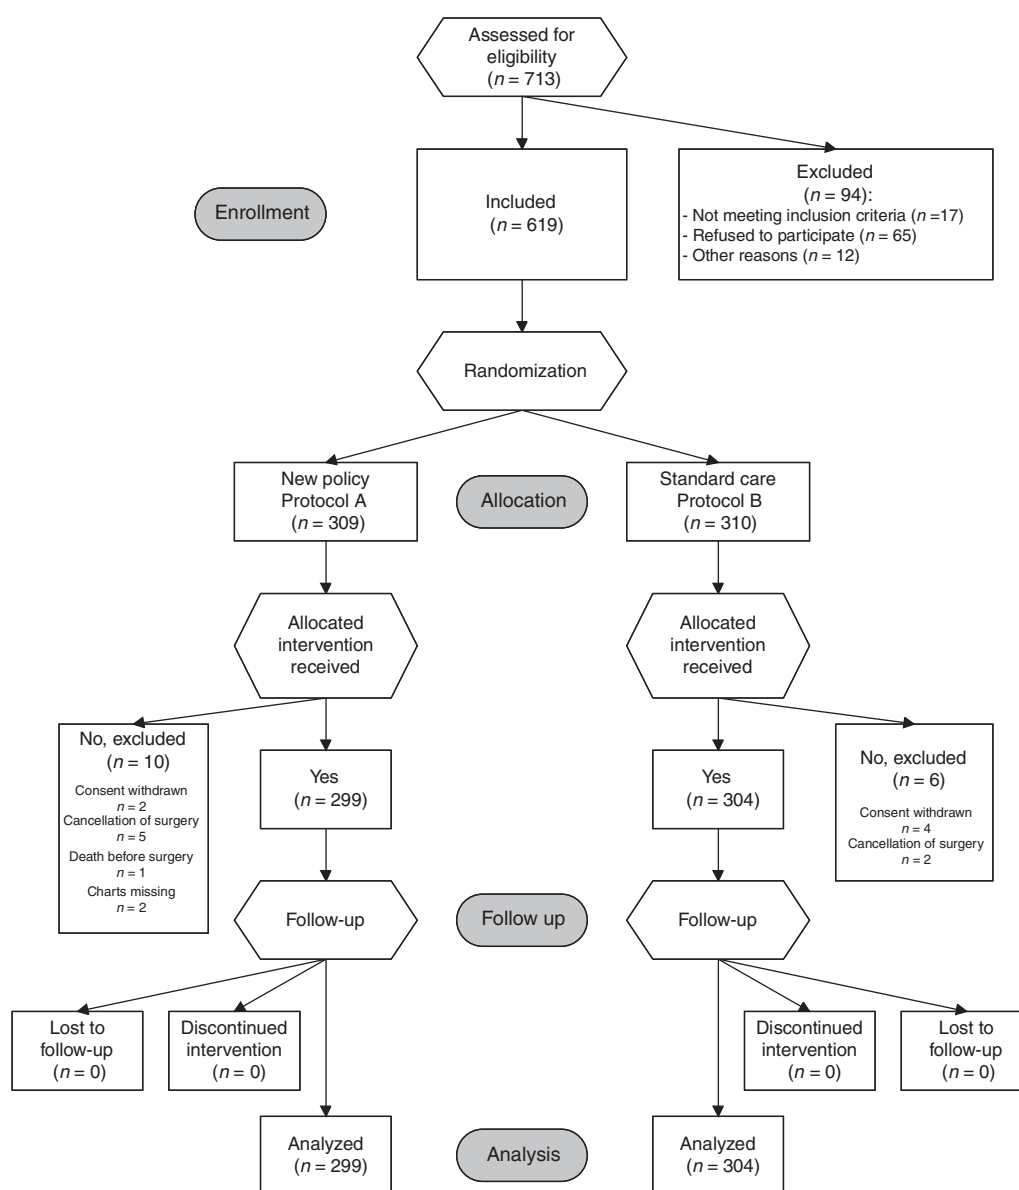 Assessed for
eligibility
(n = 713)
Enrollment
Included
(n = 619)
Excluded
(n = 94):
- Not meeting inclusion criteria (n =17)
- Refused to participate (n = 65)
- Other reasons (n = 12)
Randomization
New policy
Protocol A
(n = 309)
Allocation
Standard care
Protocol B
(n = 310)
Allocated
intervention
received
Allocated
intervention
received
No, excluded
(n = 10)
Consent withdrawn
n = 2
Cancellation of surgery
n = 5
Death before surgery
n = 1
Charts missing
n = 2
Yes
(n = 299)
Yes
(n = 304)
No, excluded
(n = 6)
Consent withdrawn
n = 4
Cancellation of surgery
n = 2
Follow-up
Follow up
Follow-up
Lost to
follow-up
(n = 0)
Discontinued
intervention
(n = 0)
Discontinued
intervention
(n = 0)
Lost to
follow-up
(n = 0)
Analyzed
(n = 299)
Analysis
Analyzed
(n = 304)